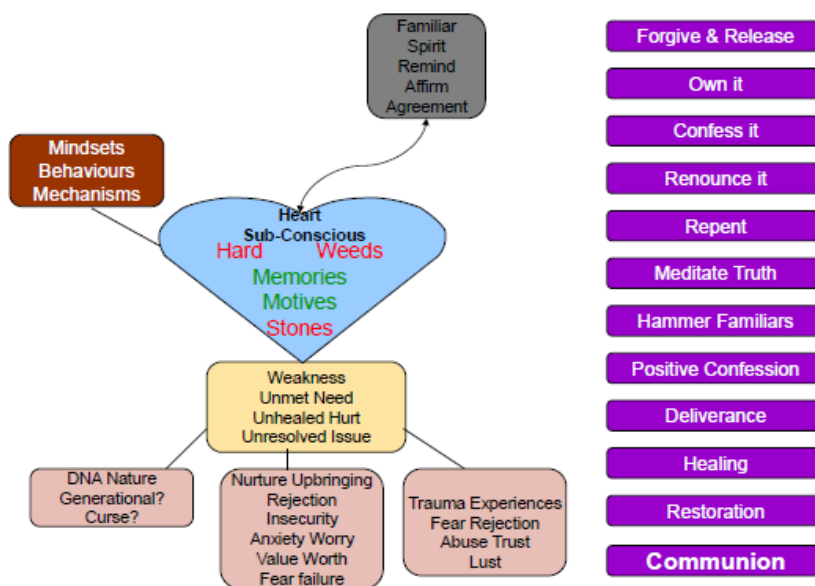 Familiar
Spirit
Remind
Affirm
Agreement
Mindsets
Behaviours
Mechanisms
Heart
Sub-Conscious
Hard Weeds
Memories
Motives
Stones
Weakness
Unmet Need
Unhealed Hurt
Unresolved Issue
DNA Nature
Generational?
Curse?
Nurture Upbringing
Rejection
Insecurity
Anxiety Worry
Value Worth
Fear failure
Trauma Experiences
Fear Rejection
Abuse Trust
Lust
Forgive & Release
Own it
Confess it
Renounce it
Repent
Meditate Truth
Hammer Familiars
Positive Confession
Deliverance
Healing
Restoration
Communion